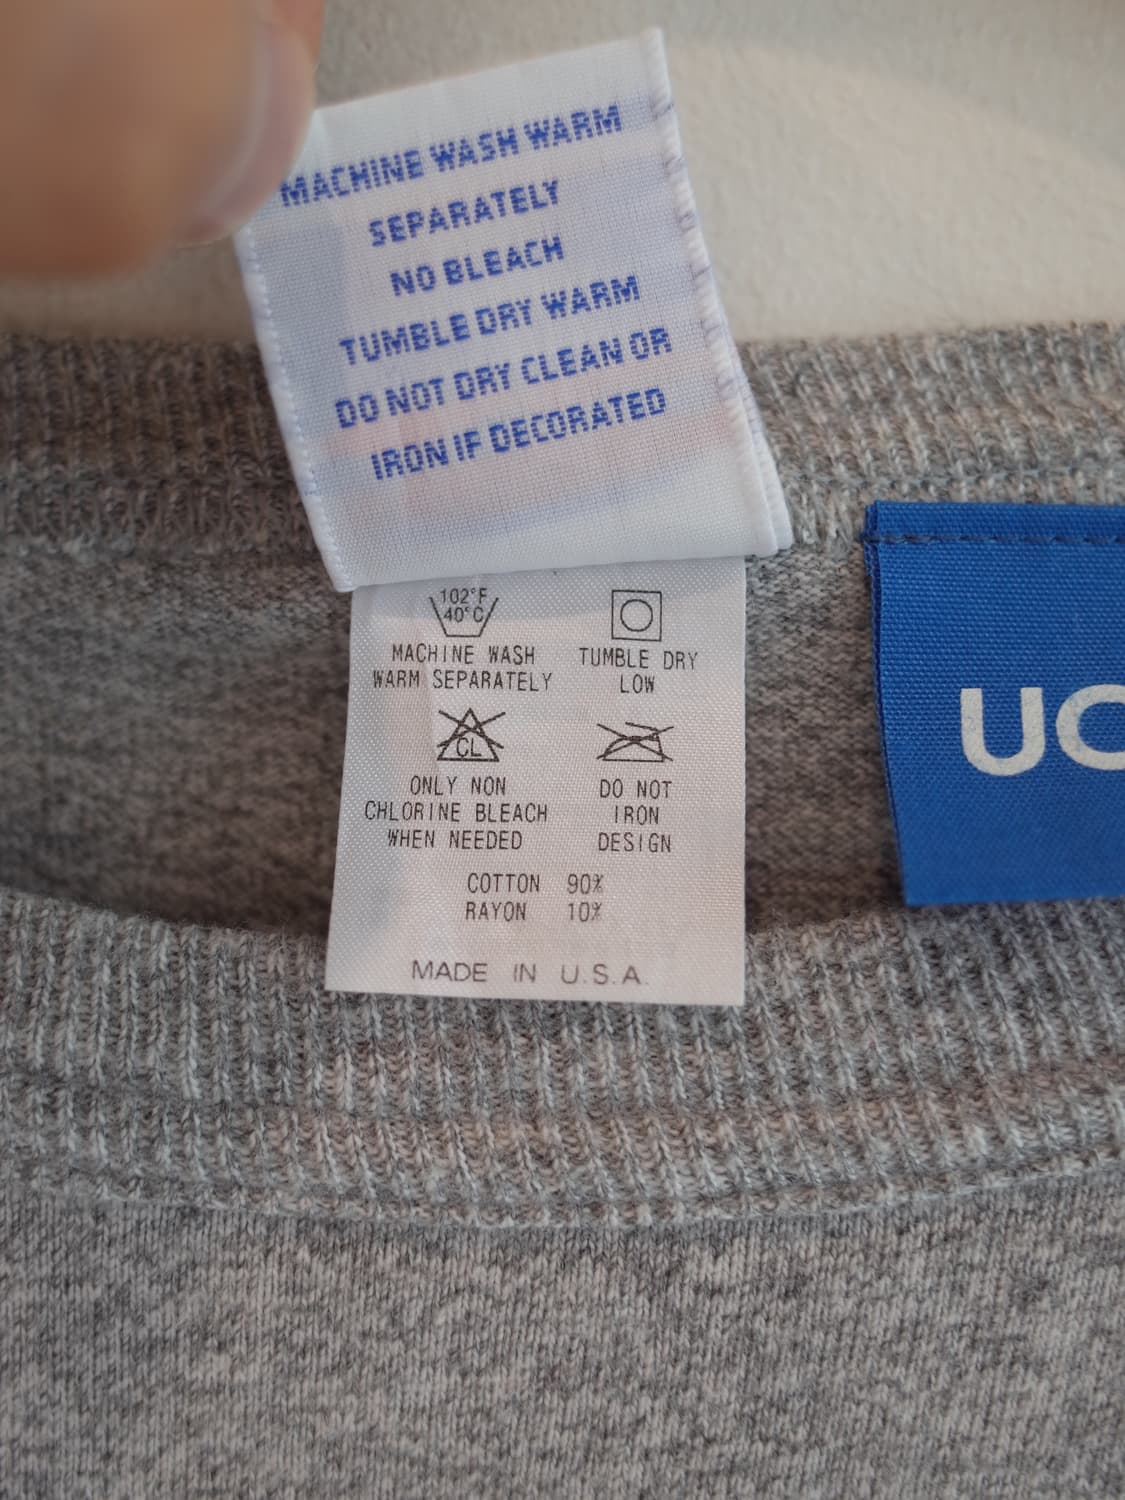 MACHINE WASH WARM
SEPARATELY
NO BLEACH
TUMBLE DRY WARM
DO NOT DRY CLEAN OR
IRON IF DECORATED
102°F
40°C
MACHINE WASH
WARM SEPARATELY
TUMBLE DRY
LOW
CL
ONLY NON
CHLORINE BLEACH
WHEN NEEDED
DO NOT
IRON
DESIGN
COTTON 90%
RAYON 10%
MADE IN U.S.A.